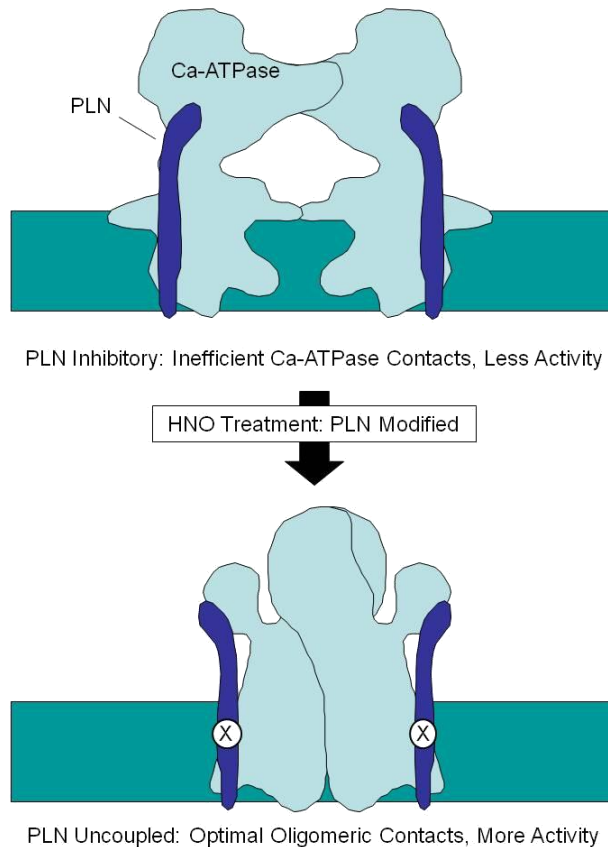 Ca-ATPase
PLN
PLN Inhibitory: Inefficient Ca-ATPase Contacts, Less Activity
HNO Treatment: PLN Modified
X X
PLN Uncoupled: Optimal Oligomeric Contacts, More Activity